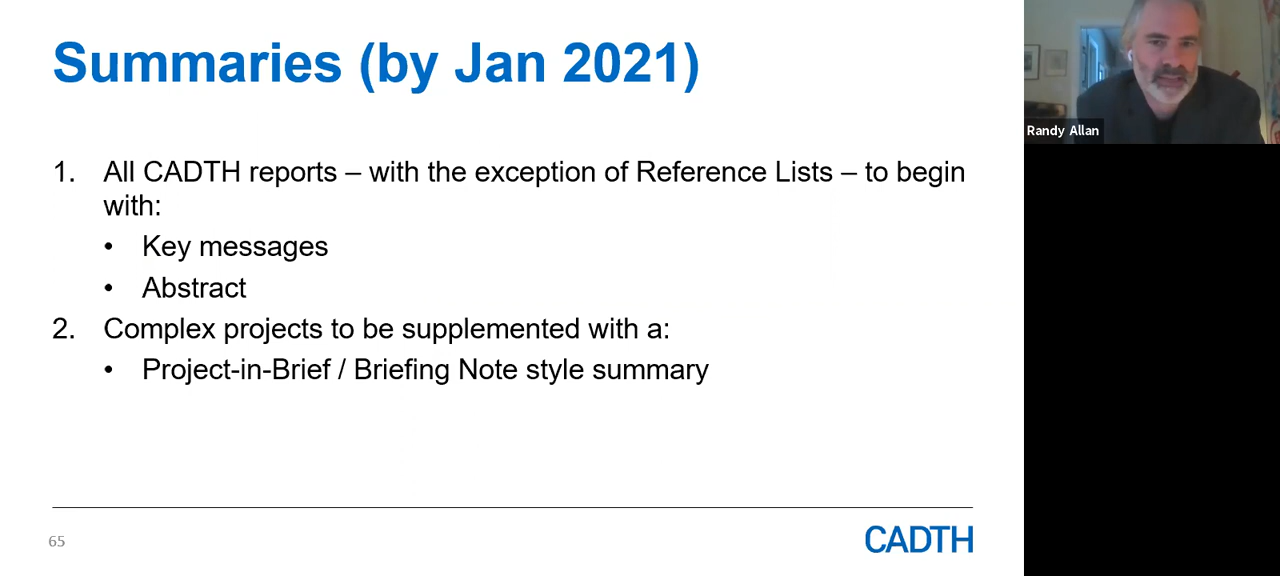 Summaries (by Jan 2021)
1. All CADTH reports – with the exception of Reference Lists – to begin
with:
• Key messages
• Abstract
2. Complex projects to be supplemented with a:
• Project-in-Brief / Briefing Note style summary
65
CADTH
Randy Allan